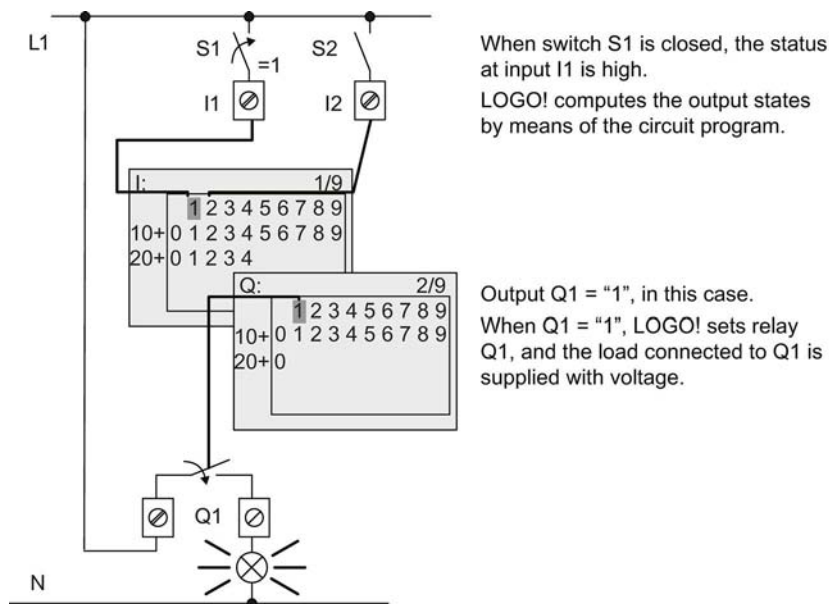 L1
S1
=1
S2
I1
I2
When switch S1 is closed, the status
at input I1 is high.
LOGO! computes the output states
by means of the circuit program.
I: 1/9
1 2 3 4 5 6 7 8 9
10+ 0 1 2 3 4 5 6 7 8 9
20+ 0 1 2 3 4
Q: 2/9
1 2 3 4 5 6 7 8 9
10+ 0 1 2 3 4 5 6 7 8 9
20+ 0
Output Q1 = “1”, in this case.
When Q1 = “1”, LOGO! sets relay
Q1, and the load connected to Q1 is
supplied with voltage.
Q1
N